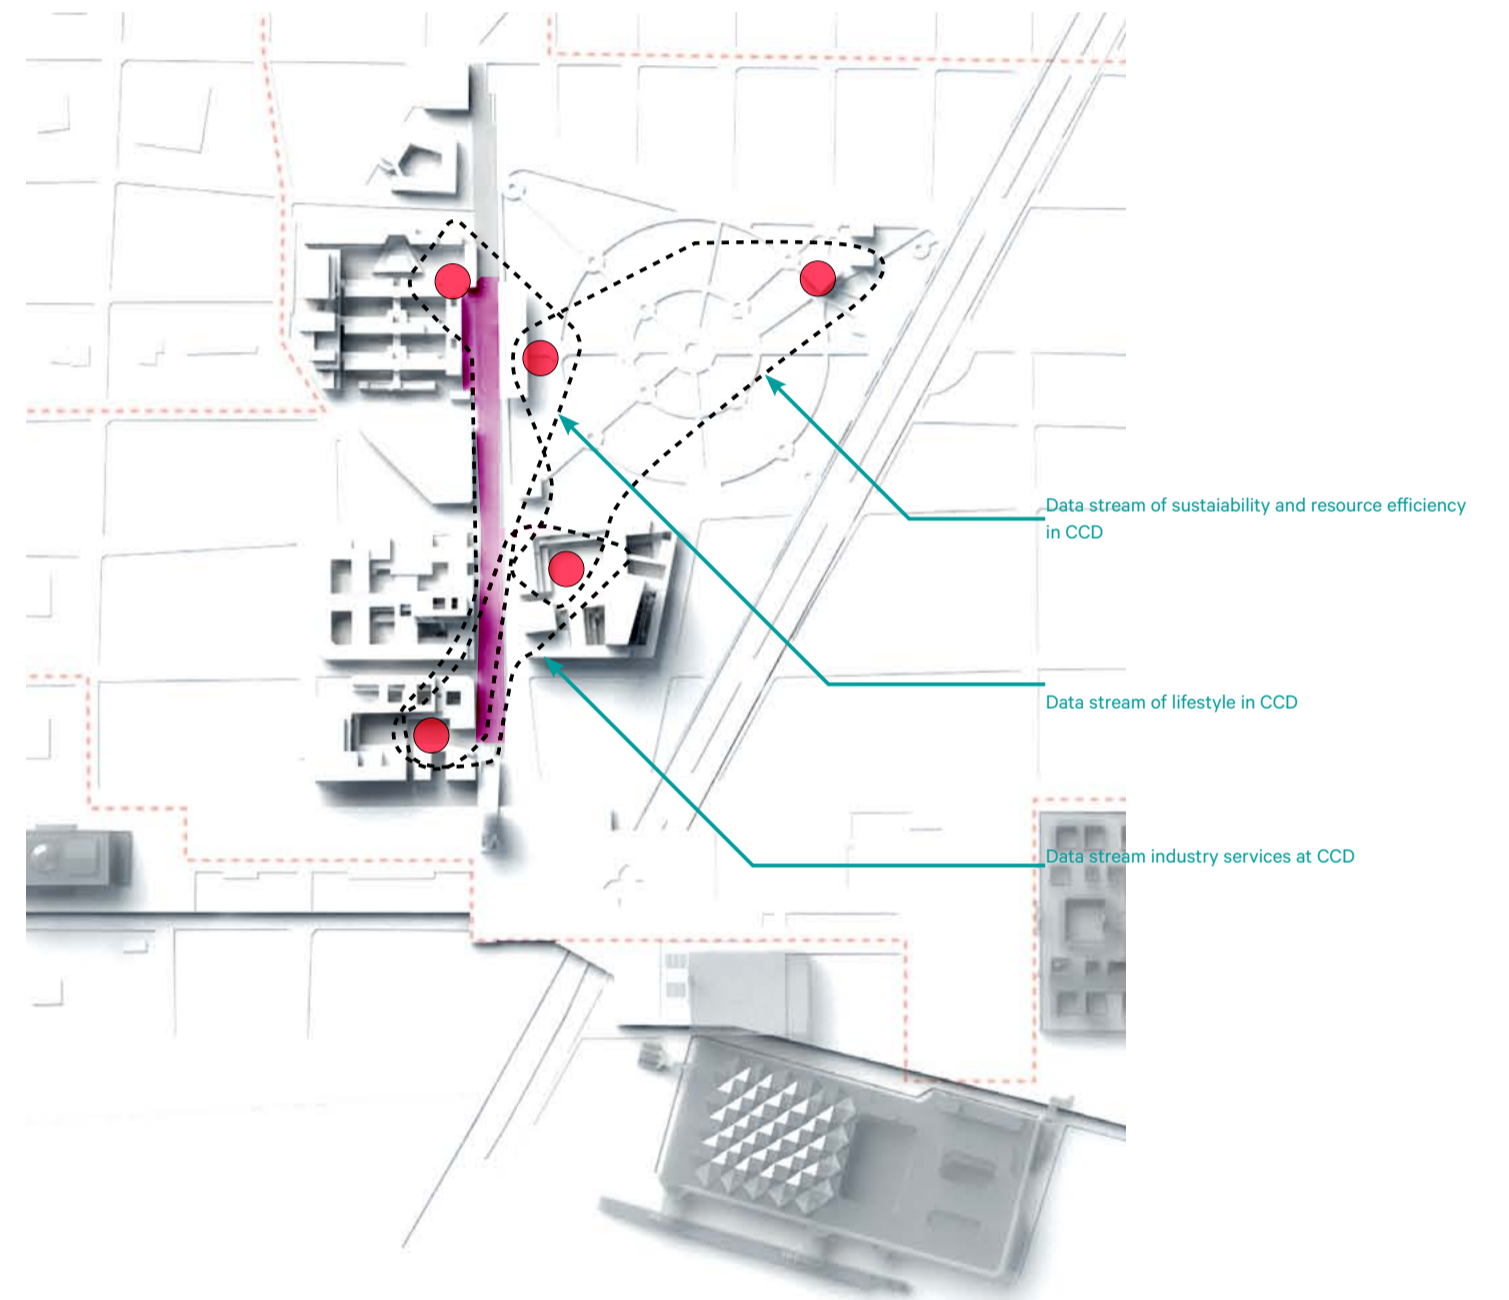 Data stream of sustaiability and resource efficiency
in CCD
Data stream of lifestyle in CCD
Data stream industry services at CCD